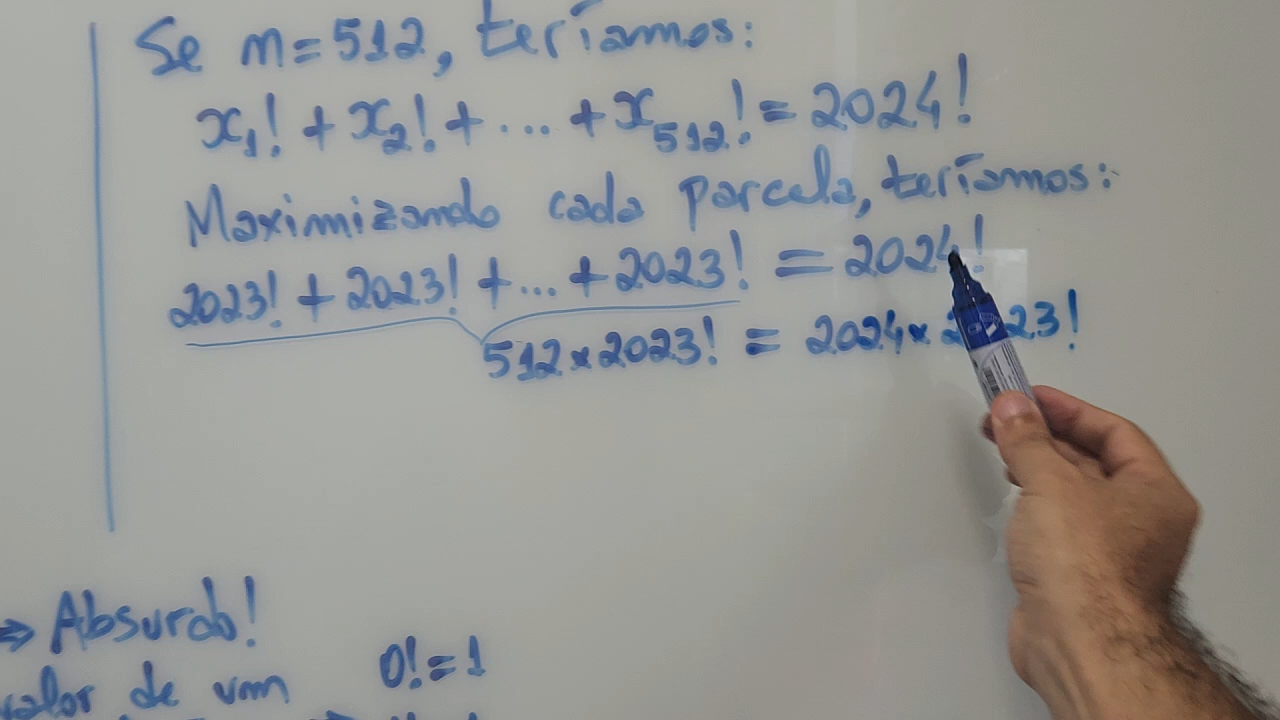 Se m=512, teríamos:
x₁! + x₂! + ... + x₅₁₂! = 2024!
Maximizando cada parcela, teríamos:
2023! + 2023! + ... + 2023! = 2024!
512×2023! = 2024×2023!
⇒ Absurdo!
0! = 1
valor de um